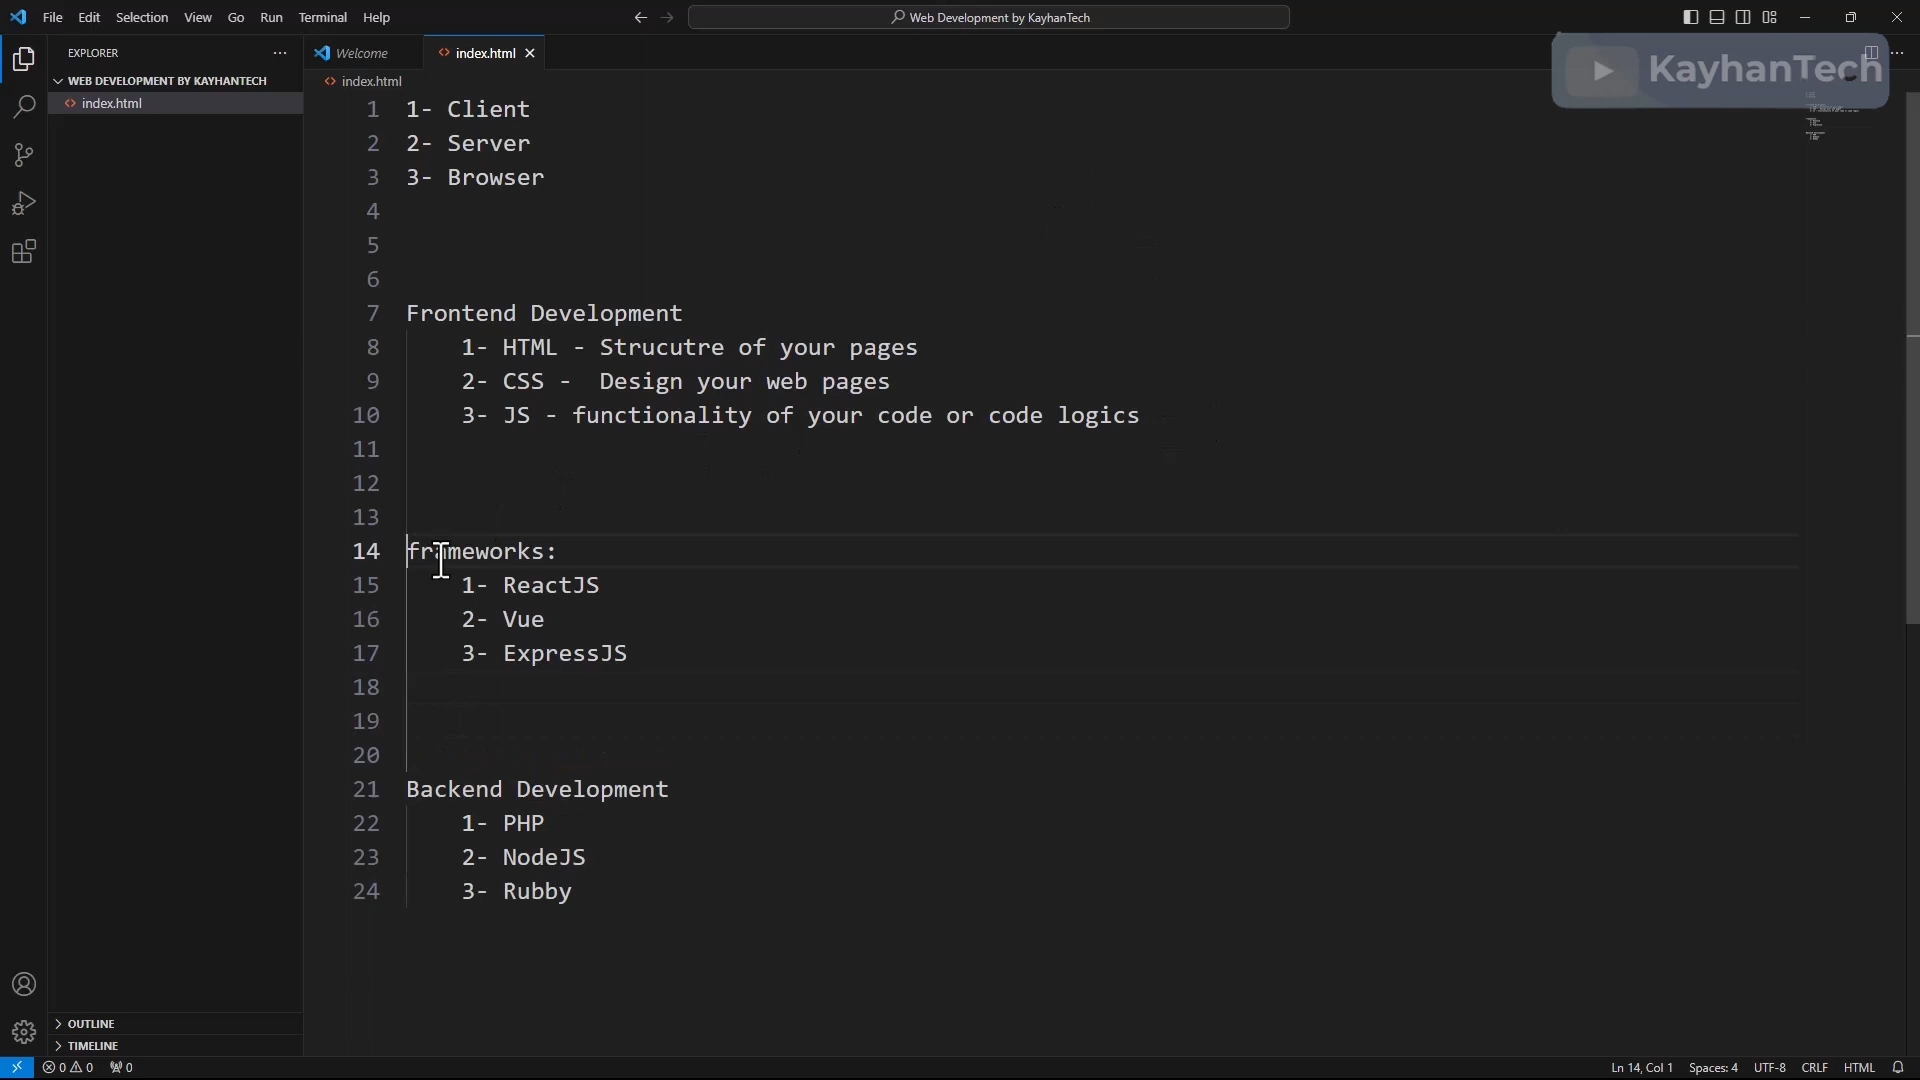 File Edit Selection View Go Run Terminal Help
Web Development by KayhanTech
EXPLORER
WEB DEVELOPMENT BY KAYHANTECH
index.html
OUTLINE
TIMELINE
Welcome
index.html
index.html
KayhanTech
1 1- Client
2 2- Server
3 3- Browser
4
5
6
7 Frontend Development
8 1- HTML - Strucutre of your pages
9 2- CSS -  Design your web pages
10 3- JS - functionality of your code or code logics
11
12
13
14 frameworks:
15 1- ReactJS
16 2- Vue
17 3- ExpressJS
18
19
20
21 Backend Development
22 1- PHP
23 2- NodeJS
24 3- Rubby
0 0 0
Ln 14, Col 1 Spaces: 4 UTF-8 CRLF HTML